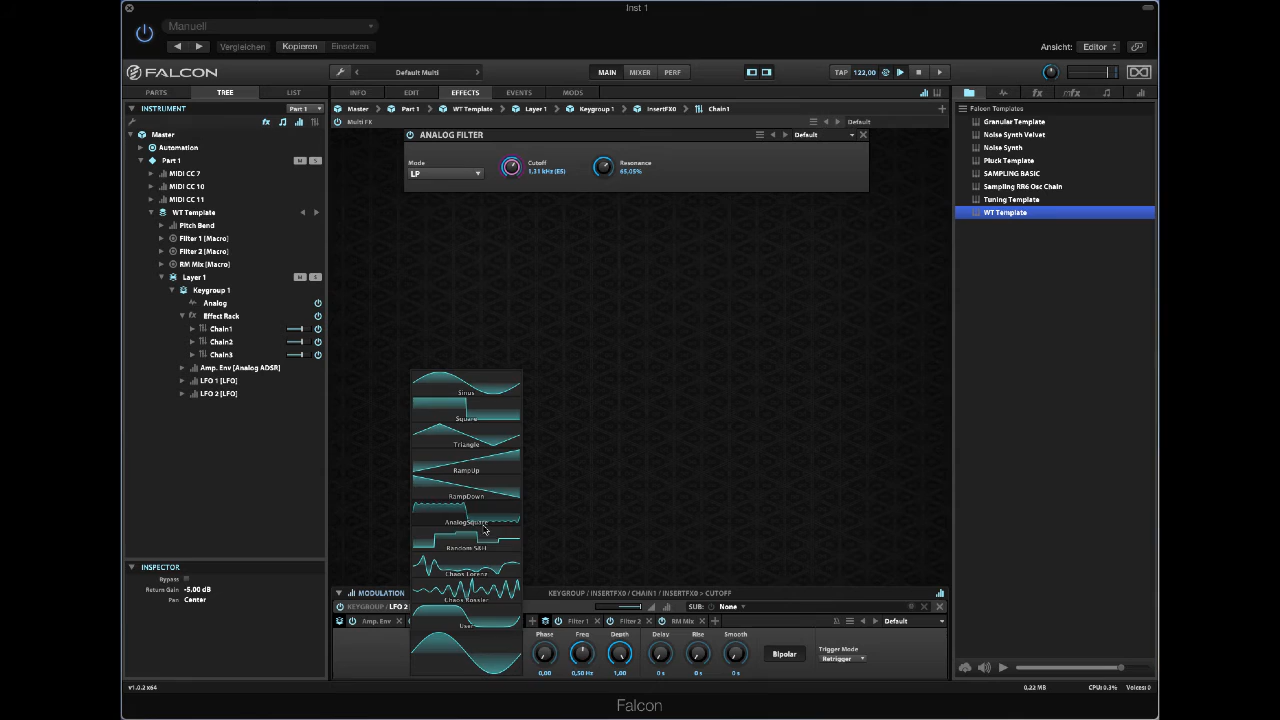 Inst 1
Manuell
Vergleichen Kopieren Einsetzen Ansicht: Editor
FALCON Default Multi MAIN MIXER PERF TAP 122,00
PARTS TREE LIST INFO EDIT EFFECTS EVENTS MODS
INSTRUMENT Part 1 Master Part 1 WT Template Layer 1 Keygroup 1 InsertFX0 Chain1 Falcon Templates
fx Multi FX Default Granular Template
Master ANALOG FILTER Default Noise Synth Velvet
Automation Noise Synth
Part 1 M S Mode Cutoff Resonance Pluck Template
MIDI CC 7 LP 1,31 kHz (E5) 65,05% SAMPLING BASIC
MIDI CC 10 Sampling RR6 Osc Chain
MIDI CC 11 Tuning Template
WT Template WT Template
Pitch Bend
Filter 1 [Macro]
Filter 2 [Macro]
RM Mix [Macro]
Layer 1 M S
Keygroup 1
Analog
fx Effect Rack
Chain1
Chain2
Chain3
Amp. Env [Analog ADSR]
LFO 1 [LFO]
LFO 2 [LFO]
Sinus
Square
Triangle
RampUp
RampDown
AnalogSquare
Random S&H
Chaos Lorenz
Chaos Rossler
User
INSPECTOR
Bypass
Return Gain -5,00 dB
Pan Center
MODULATION KEYGROUP / INSERTFX0 / CHAIN1 / INSERTFX0 > CUTOFF
KEYGROUP / LFO 2 SUB: None
Amp. Env Filter 1 Filter 2 RM Mix Default
Phase Freq Depth Delay Rise Smooth Bipolar Trigger Mode
0,00 0,50 Hz 1,00 0 s 0 s 0 s Retrigger
v1.0.2 x64 0,22 MB CPU: 0.3% Voices: 0
Falcon